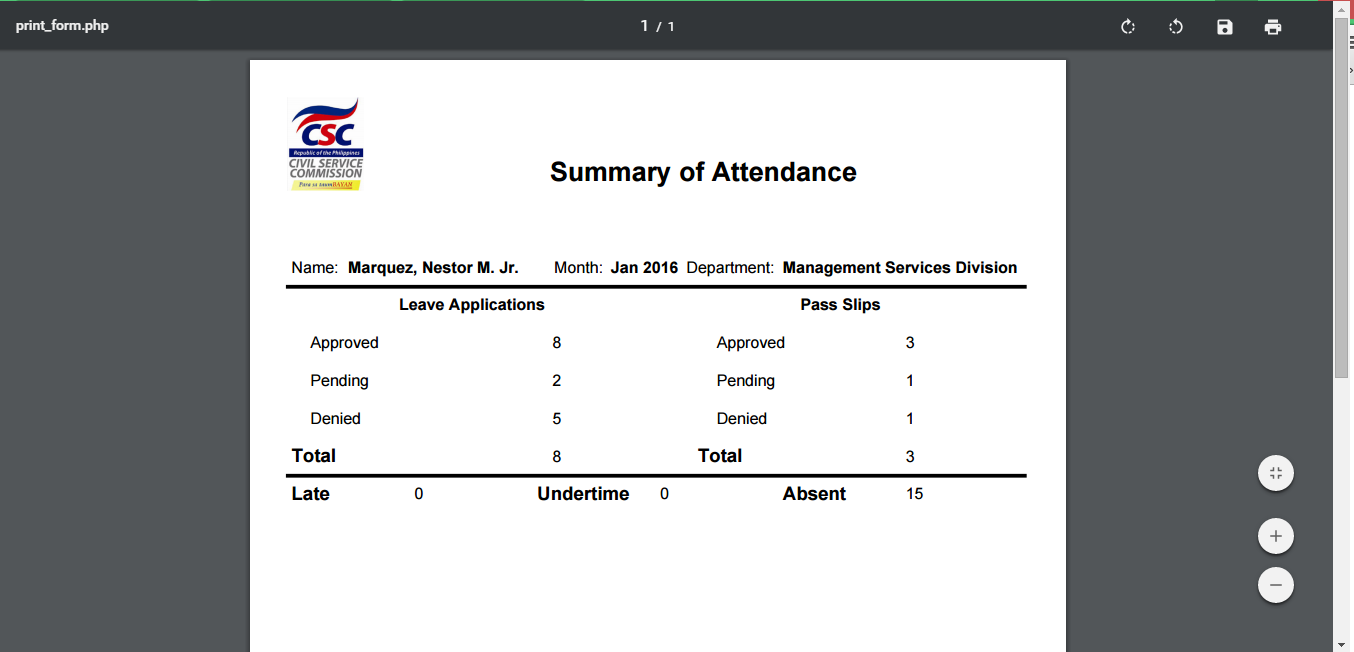 print_form.php
1 / 1
CSC
Republic of the Philippines
CIVIL SERVICE
COMMISSION
Para sa taumBAYAN
Summary of Attendance
Name: Marquez, Nestor M. Jr. Month: Jan 2016 Department: Management Services Division
Leave Applications Pass Slips
Approved 8 Approved 3
Pending 2 Pending 1
Denied 5 Denied 1
Total 8 Total 3
Late 0 Undertime 0 Absent 15